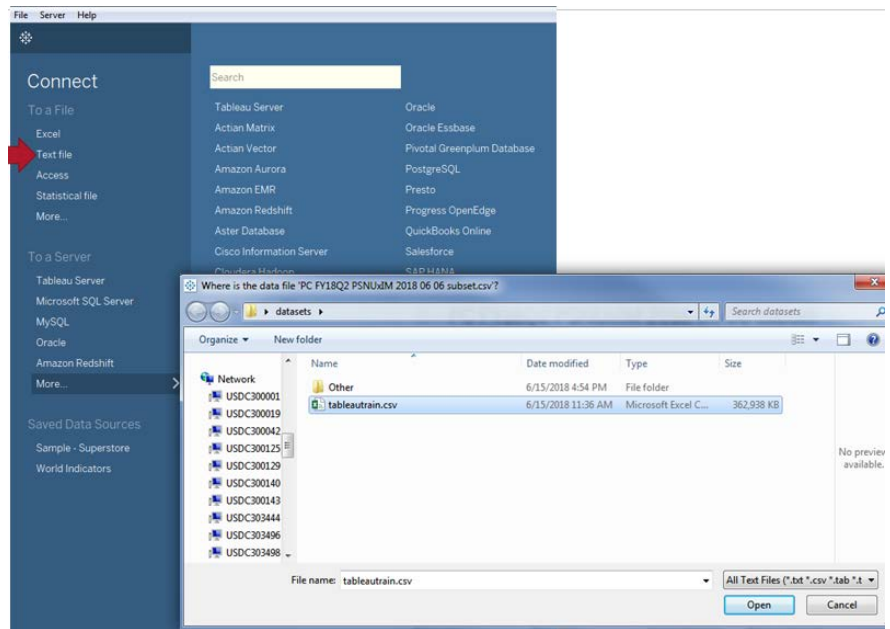 File Server Help
Connect
To a File
Excel
Text file
Access
Statistical file
More...
To a Server
Tableau Server
Microsoft SQL Server
MySQL
Oracle
Amazon Redshift
More...
Saved Data Sources
Sample - Superstore
World Indicators
Search
Tableau Server
Actian Matrix
Actian Vector
Amazon Aurora
Amazon EMR
Amazon Redshift
Aster Database
Cisco Information Server
Cloudera Hadoop
Oracle
Oracle Essbase
Pivotal Greenplum Database
PostgreSQL
Presto
Progress OpenEdge
QuickBooks Online
Salesforce
SAP HANA
Where is the data file 'PC FY18Q2 PSNUxIM 2018 06 06 subset.csv'?
datasets
Search datasets
Organize New folder
Name Date modified Type Size
Network
USDC300001
USDC300019
USDC300042
USDC300125
USDC300129
USDC300140
USDC300143
USDC303444
USDC303496
USDC303498
Other 6/15/2018 4:54 PM File folder
tableautrain.csv 6/15/2018 11:36 AM Microsoft Excel C... 362,938 KB
No preview
available.
File name: tableautrain.csv
All Text Files (*.txt *.csv *.tab *.t
Open Cancel